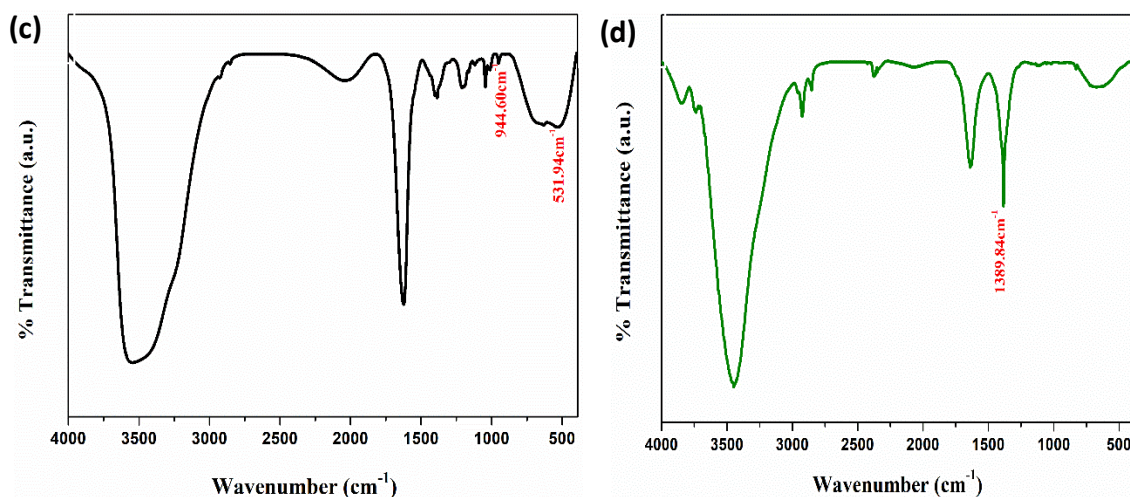 (c)
% Transmittance (a.u.)
944.60cm⁻¹
531.94cm⁻¹
4000 3500 3000 2500 2000 1500 1000 500
Wavenumber (cm⁻¹)
(d)
% Transmittance (a.u.)
1389.84cm⁻¹
4000 3500 3000 2500 2000 1500 1000 500
Wavenumber (cm⁻¹)